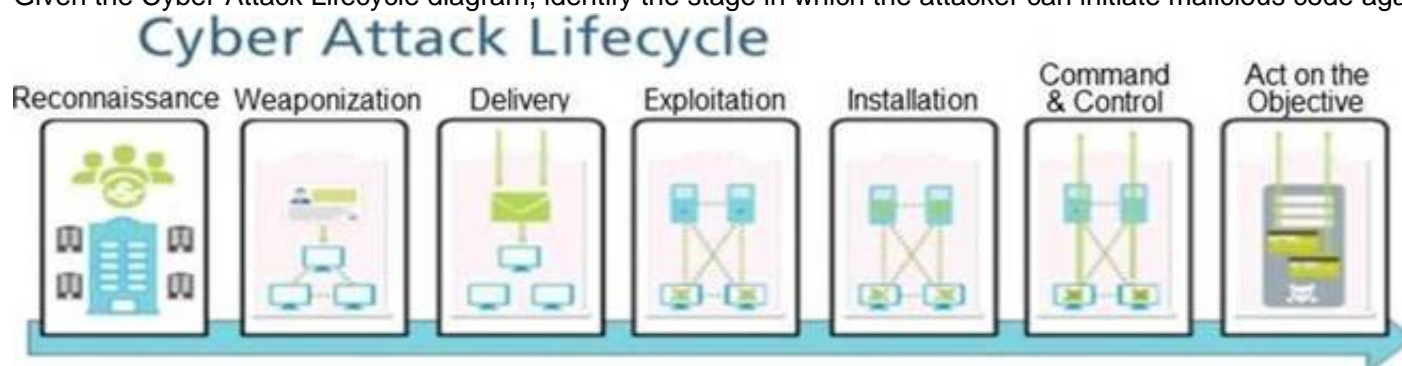 Given the Cyber Attack Lifecycle diagram, identify the stage in which the attacker can initiate malicious code
Cyber Attack Lifecycle
Reconnaissance Weaponization Delivery Exploitation Installation Command & Control Act on the Objective